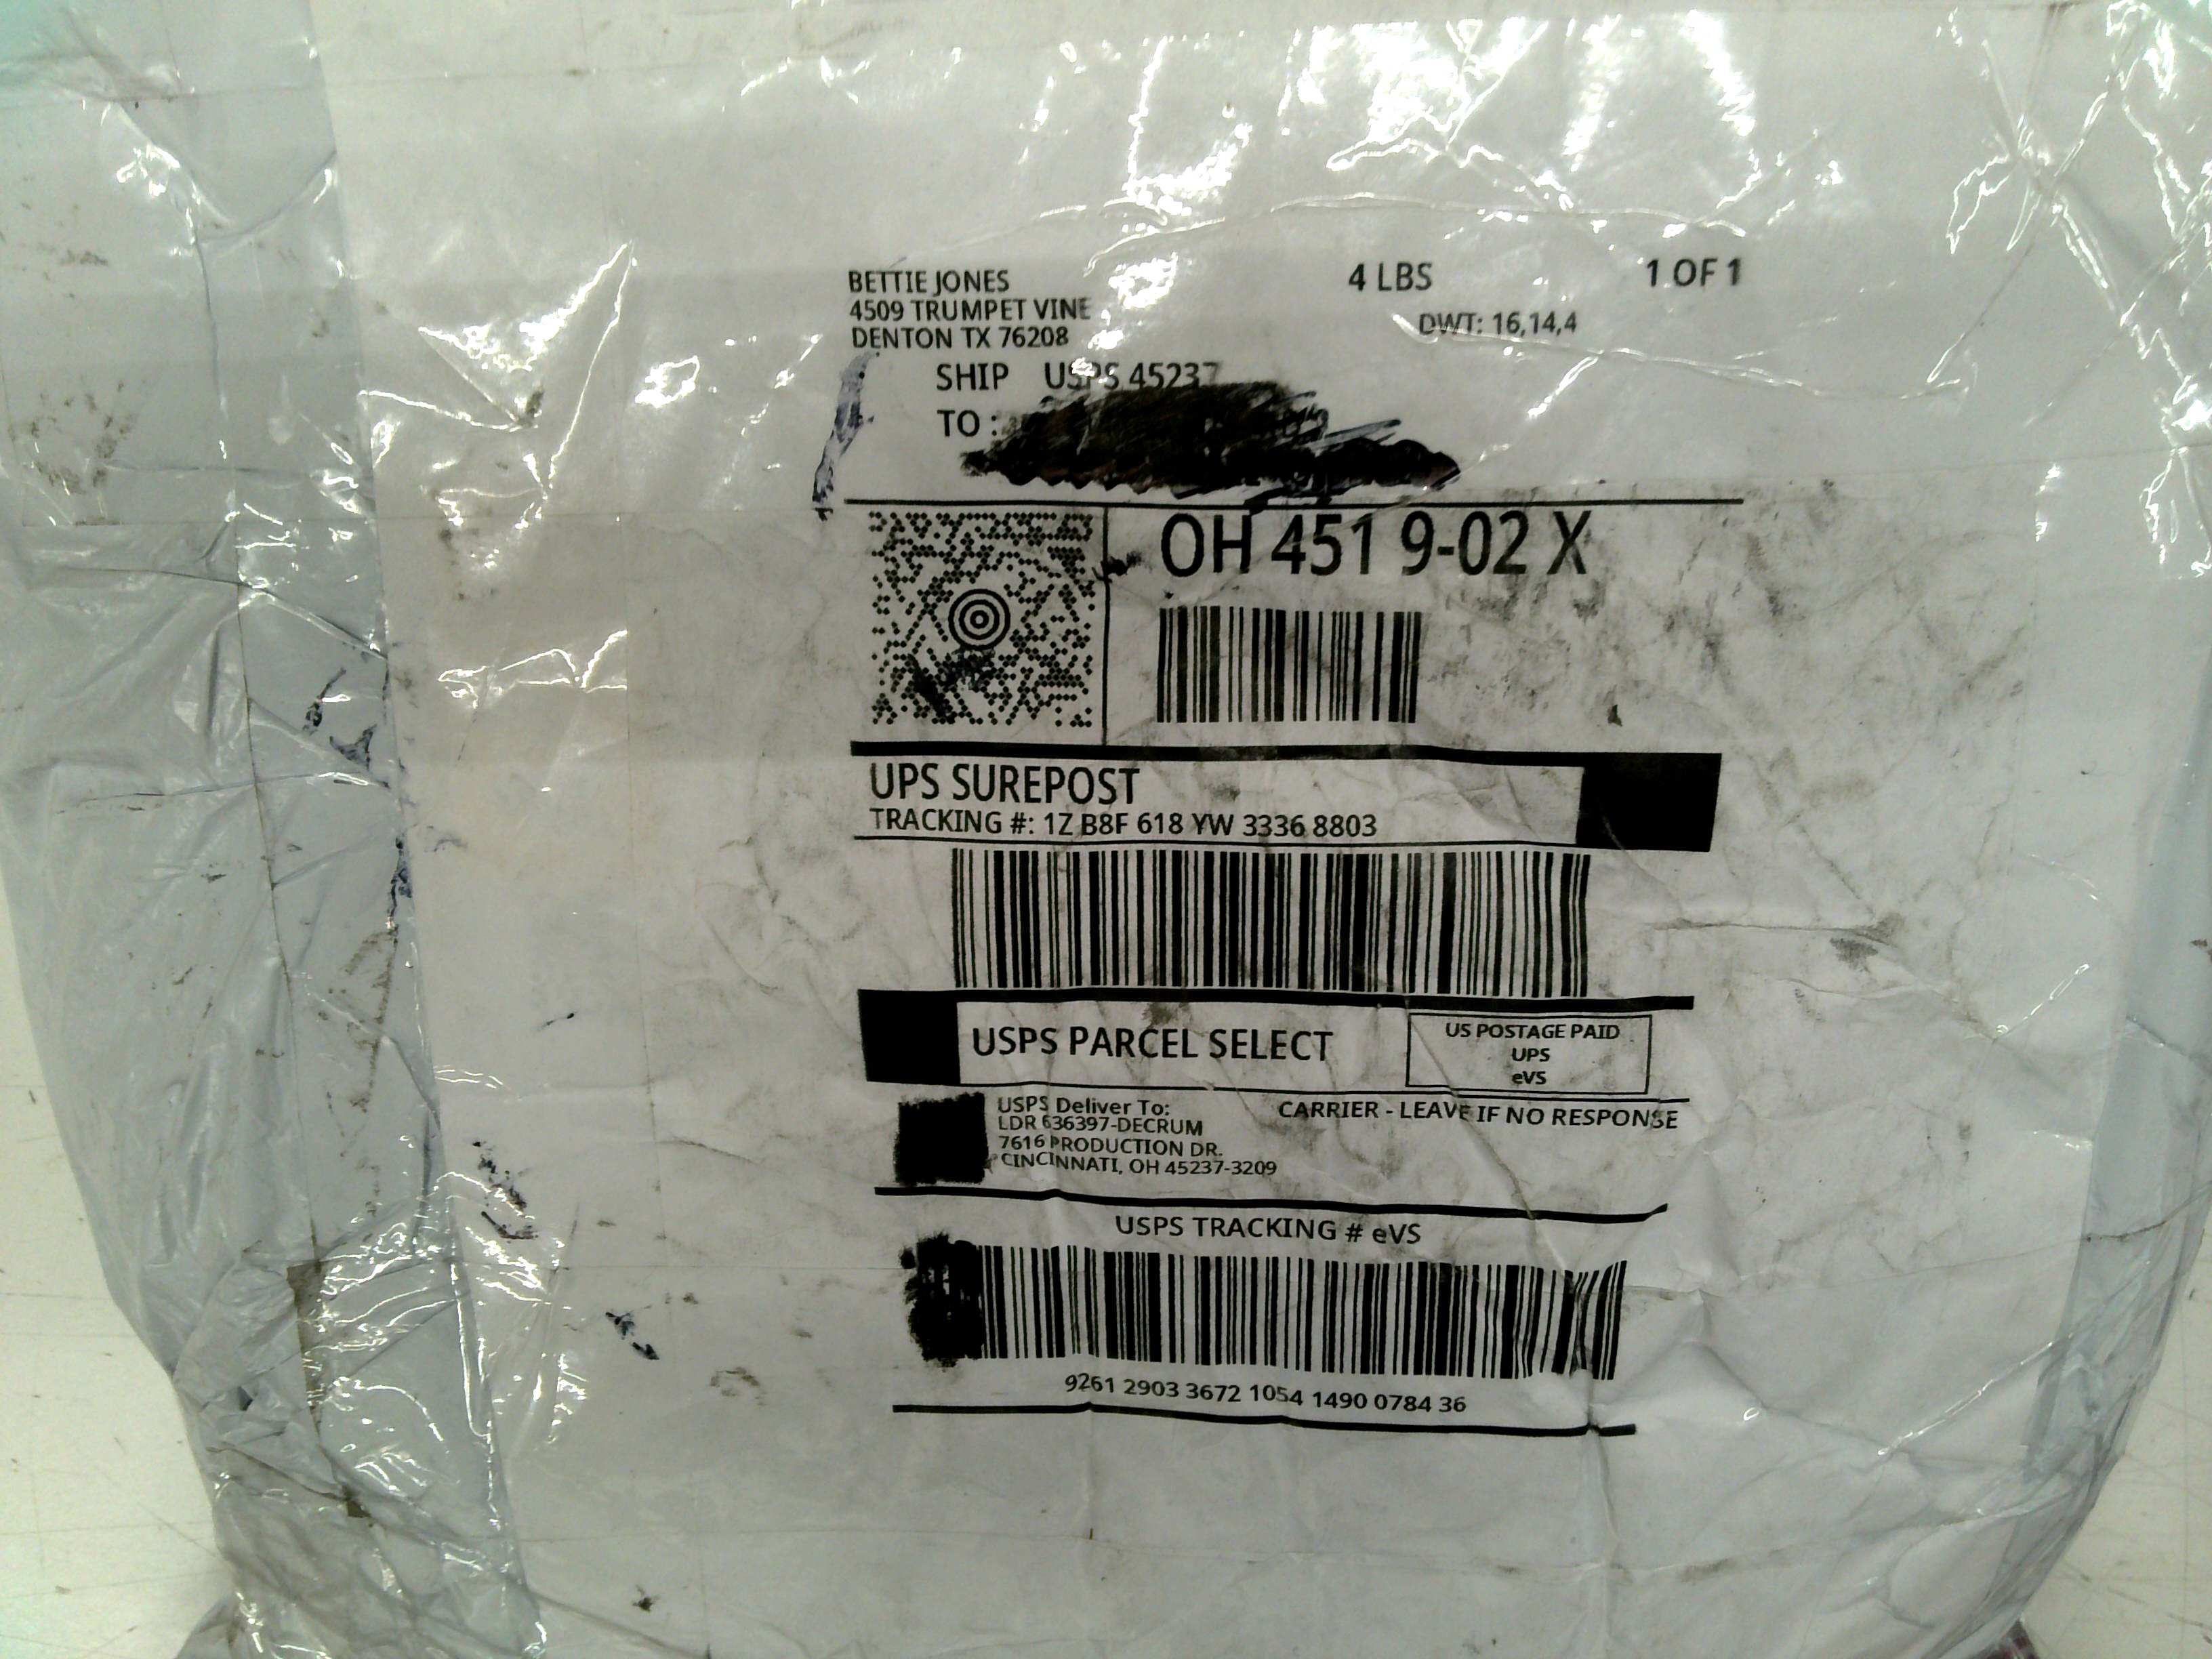 BETTIE JONES
4509 TRUMPET VINE
DENTON TX 76208
4 LBS
1 OF 1
DWT: 16,14,4
SHIP USPS 45237
TO :
OH 451 9-02 X
UPS SUREPOST
TRACKING #: 1Z B8F 618 YW 3336 8803
USPS PARCEL SELECT
US POSTAGE PAID
UPS
eVS
USPS Deliver To:
LDR 636397-DECRUM
7616 PRODUCTION DR.
CINCINNATI, OH 45237-3209
CARRIER - LEAVE IF NO RESPONSE
USPS TRACKING # eVS
9261 2903 3672 1054 1490 0784 36